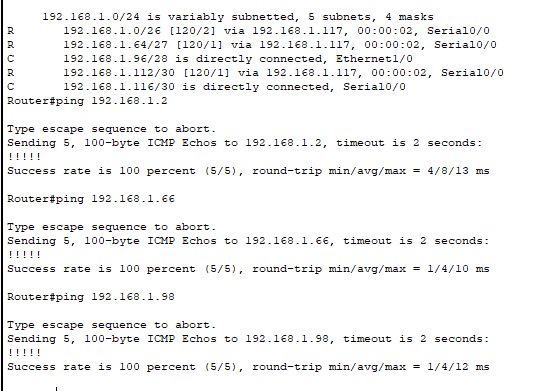 192.168.1.0/24 is variably subnetted, 5 subnets, 4 masks
R 192.168.1.0/26 [120/2] via 192.168.1.117, 00:00:02, Serial0/0
R 192.168.1.64/27 [120/1] via 192.168.1.117, 00:00:02, Serial0/0
C 192.168.1.96/28 is directly connected, Ethernet1/0
R 192.168.1.112/30 [120/1] via 192.168.1.117, 00:00:02, Serial0/0
C 192.168.1.116/30 is directly connected, Serial0/0
Router#ping 192.168.1.2
Type escape sequence to abort.
Sending 5, 100-byte ICMP Echos to 192.168.1.2, timeout is 2 seconds:
!!!!!
Success rate is 100 percent (5/5), round-trip min/avg/max = 4/8/13 ms
Router#ping 192.168.1.66
Type escape sequence to abort.
Sending 5, 100-byte ICMP Echos to 192.168.1.66, timeout is 2 seconds:
!!!!!
Success rate is 100 percent (5/5), round-trip min/avg/max = 1/4/10 ms
Router#ping 192.168.1.98
Type escape sequence to abort.
Sending 5, 100-byte ICMP Echos to 192.168.1.98, timeout is 2 seconds:
!!!!!
Success rate is 100 percent (5/5), round-trip min/avg/max = 1/4/12 ms